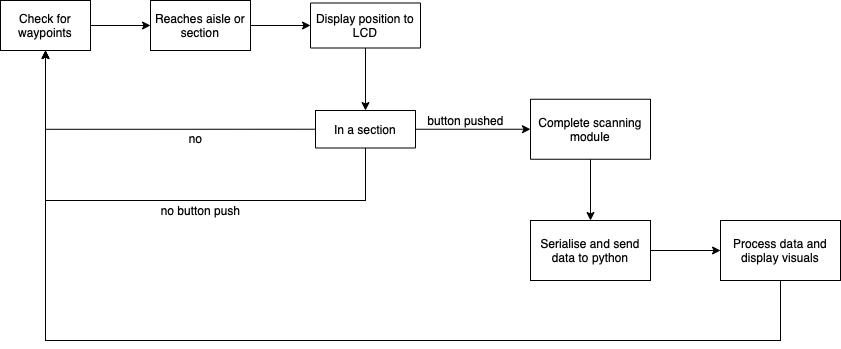 Check for
waypoints
Reaches aisle or
section
Display position to
LCD
In a section
button pushed
Complete scanning
module
no
no button push
Serialise and send
data to python
Process data and
display visuals